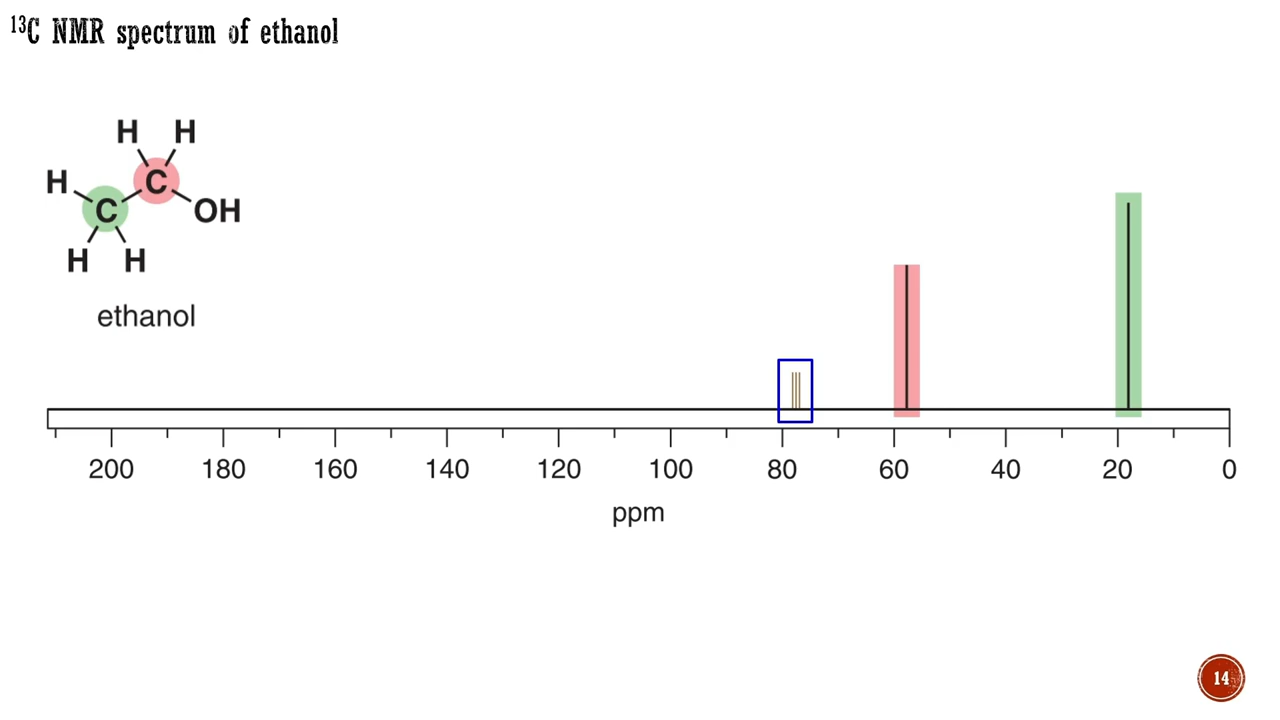 ¹³C NMR spectrum of ethanol
H H
H C
C OH
H H
ethanol
200 180 160 140 120 100 80 60 40 20 0
ppm
14